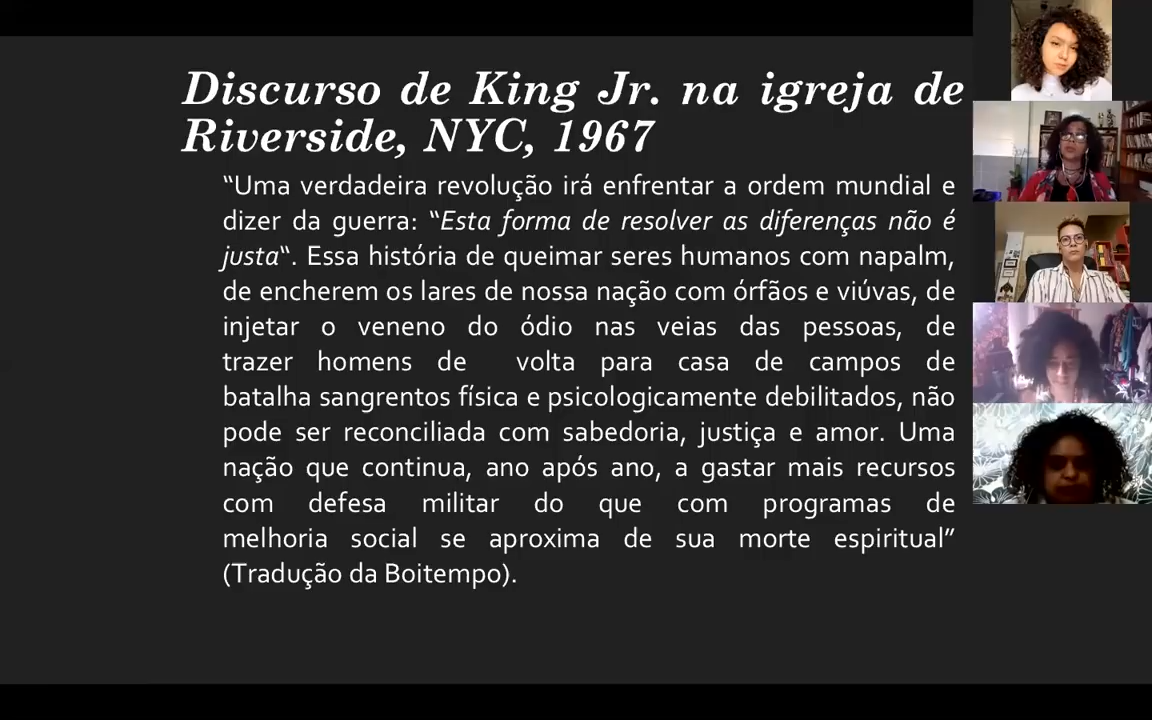 Discurso de King Jr. na igreja de
Riverside, NYC, 1967
“Uma verdadeira revolução irá enfrentar a ordem mundial e
dizer da guerra: “Esta forma de resolver as diferenças não é
justa“. Essa história de queimar seres humanos com napalm,
de encherem os lares de nossa nação com órfãos e viúvas, de
injetar o veneno do ódio nas veias das pessoas, de
trazer homens de volta para casa de campos de
batalha sangrentos física e psicologicamente debilitados, não
pode ser reconciliada com sabedoria, justiça e amor. Uma
nação que continua, ano após ano, a gastar mais recursos
com defesa militar do que com programas de
melhoria social se aproxima de sua morte espiritual”
(Tradução da Boitempo).